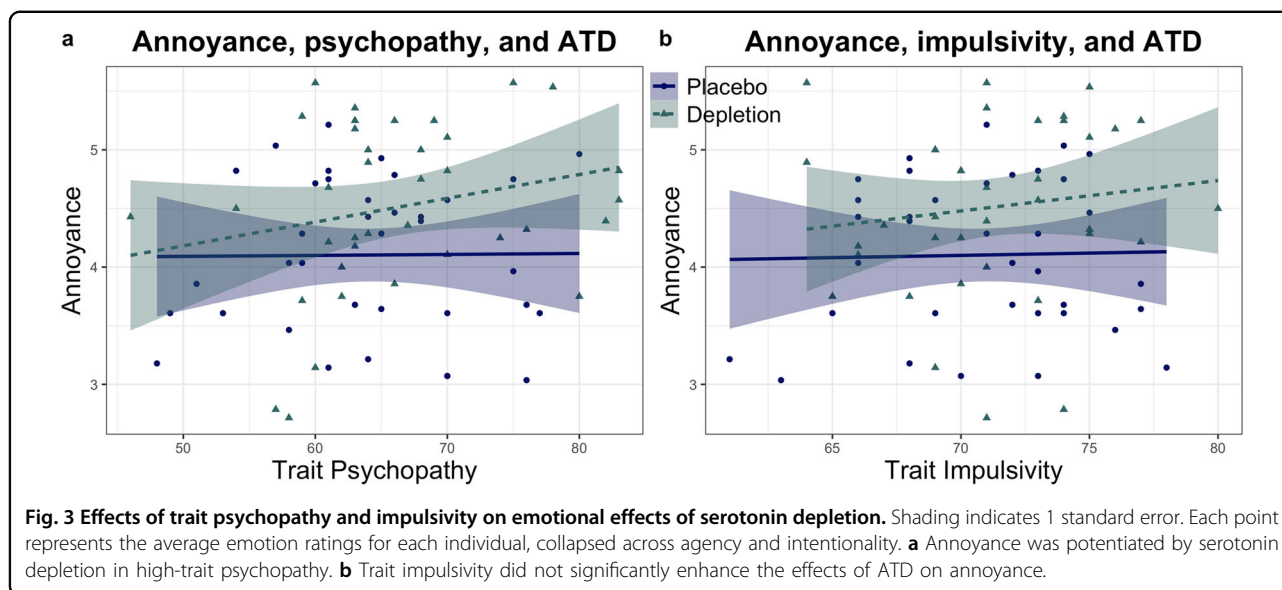 a Annoyance, psychopathy, and ATD
b Annoyance, impulsivity, and ATD
Placebo
Depletion
Annoyance
5
4
3
50 60 70 80
Trait Psychopathy
Annoyance
65 70 75 80
Trait Impulsivity
Fig. 3 Effects of trait psychopathy and impulsivity on emotional effects of serotonin depletion. Shading indicates 1 standard error. Each point
represents the average emotion ratings for each individual, collapsed across agency and intentionality. a Annoyance was potentiated by serotonin
depletion in high-trait psychopathy. b Trait impulsivity did not significantly enhance the effects of ATD on annoyance.